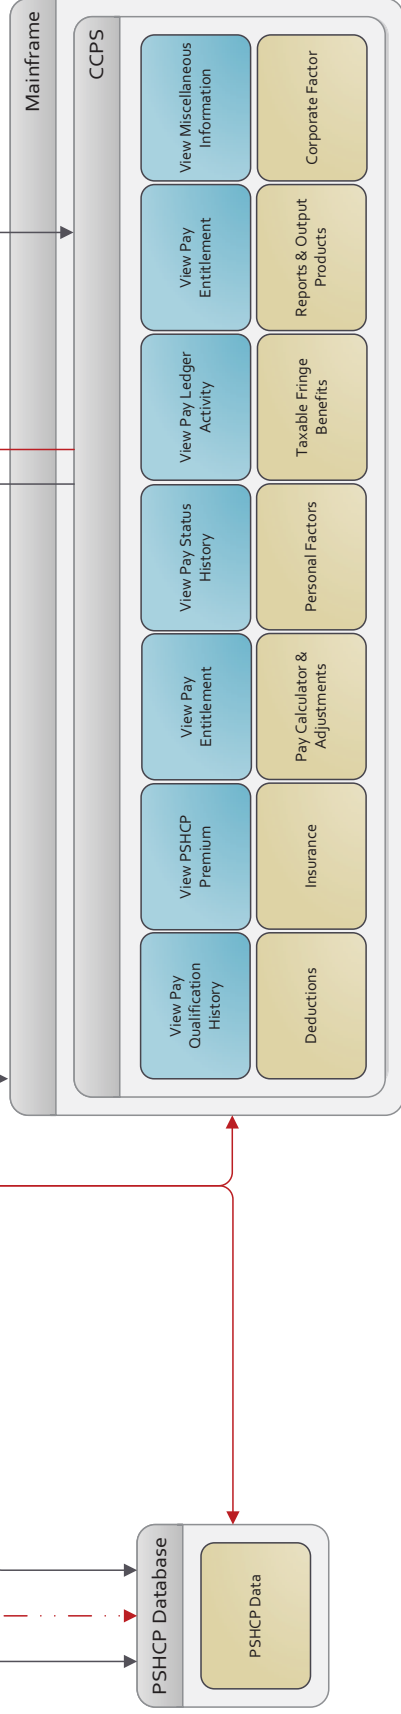 Mainframe
CCPS
View Pay
Qualification
History
View PSHCP
Premium
View Pay
Entitlement
View Pay Status
History
View Pay Ledger
Activity
View Pay
Entitlement
View Miscellaneous
Information
Deductions
Insurance
Pay Calculator &
Adjustments
Personal Factors
Taxable Fringe
Benefits
Reports & Output
Products
Corporate Factor
PSHCP Database
PSHCP Data